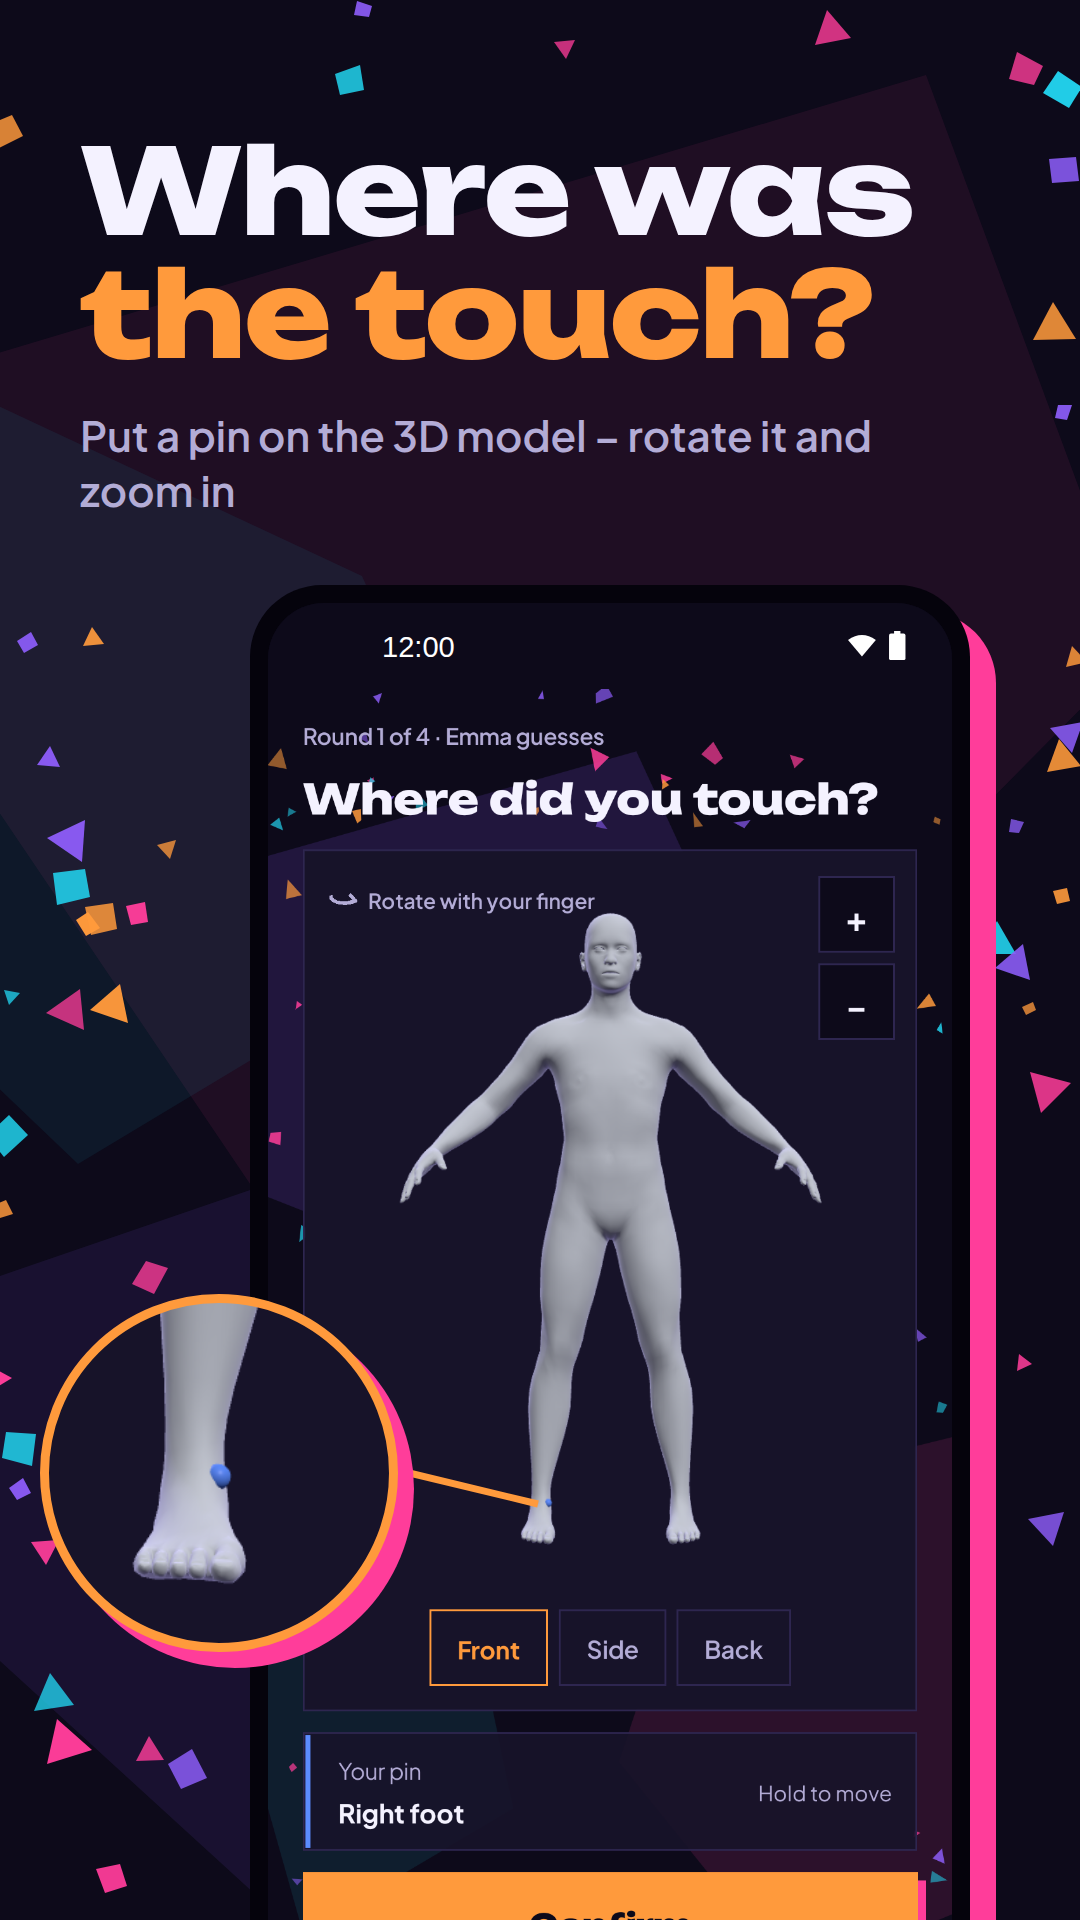 Where was
the touch?
Put a pin on the 3D model – rotate it and
zoom in
12:00
Round 1 of 4 · Emma guesses
Where did you touch?
Rotate with your finger
+
–
Front Side Back
Your pin
Right foot
Hold to move
Confirm